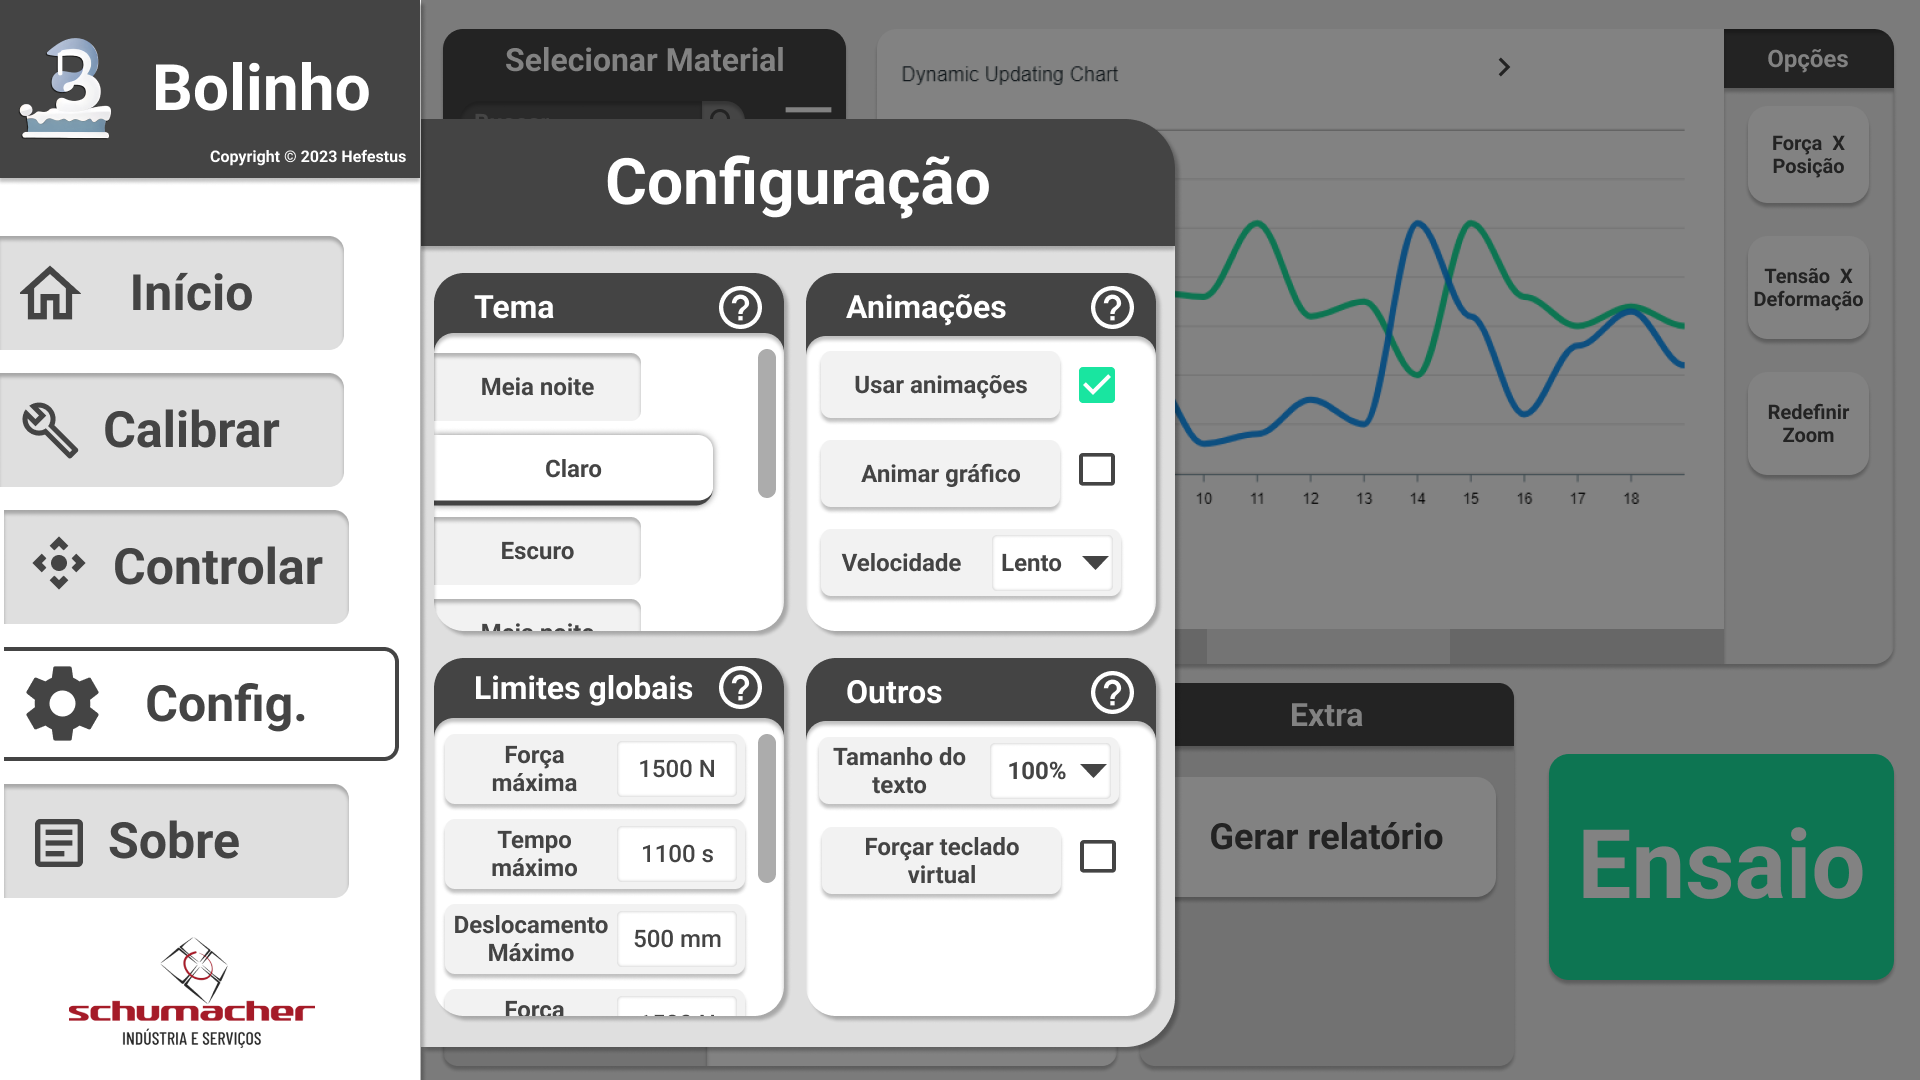 Bolinho
Copyright © 2023 Hefestus
Início
Calibrar
Controlar
Config.
Sobre
schumacher
INDÚSTRIA E SERVIÇOS
Selecionar Material
Configuração
Tema
Meia noite
Claro
Escuro
Meia noite
Animações
Usar animações
Animar gráfico
Velocidade
Lento
Limites globais
Força
máxima
1500 N
Tempo
máximo
1100 s
Deslocamento
Máximo
500 mm
Força
Outros
Tamanho do
texto
100%
Forçar teclado
virtual
Dynamic Updating Chart
10 11 12 13 14 15 16 17 18
Opções
Força X
Posição
Tensão X
Deformação
Redefinir
Zoom
Extra
Gerar relatório
Ensaio